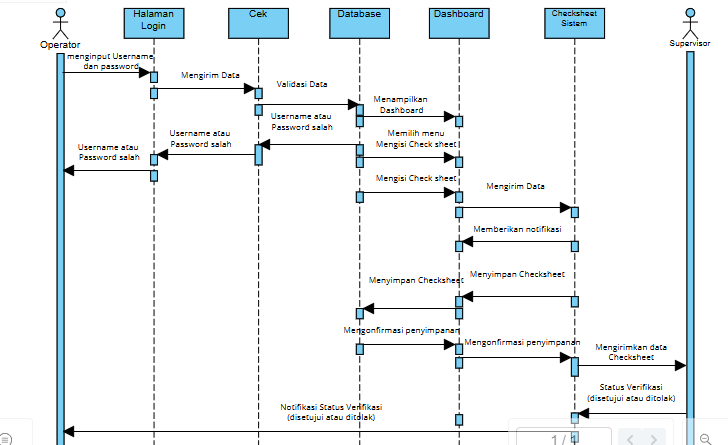 Halaman
Login
Cek
Database
Dashboard
Checksheet
Sistem
Operator
Supervisor
menginput Username
dan password
Mengirim Data
Validasi Data
Menampilkan
Dashboard
Username atau
Password salah
Username atau
Password salah
Username atau
Password salah
Memilih menu
Mengisi Check sheet
Mengisi Check sheet
Mengirim Data
Memberikan notifikasi
Menyimpan Checksheet
Menyimpan Checksheet
Mengonfirmasi penyimpanan
Mengonfirmasi penyimpanan
Mengirimkan data
Checksheet
Status Verifikasi
(disetujui atau ditolak)
Notifikasi Status Verifikasi
(disetujui atau ditolak)
1 / 1